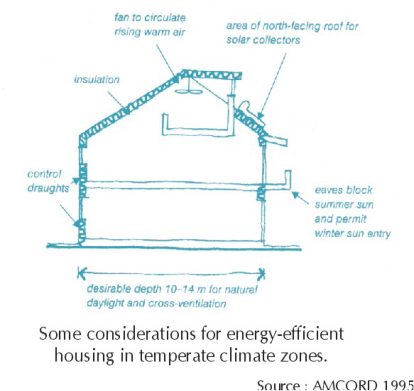 fan to circulate
rising warm air
area of north-facing roof for
solar collectors
insulation
control
draughts
eaves block
summer sun
and permit
winter sun entry
desirable depth 10-14 m for natural
daylight and cross-ventilation
Some considerations for energy-efficient
housing in temperate climate zones.
Source : AMCORD 1995